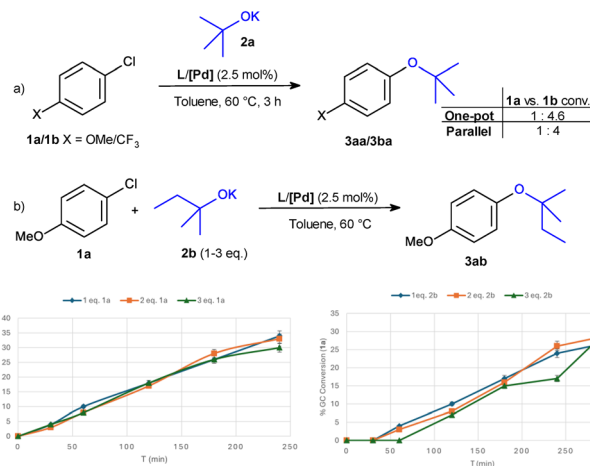 OK
2a
a)
Cl
X
1a/1b X = OMe/CF3
L/[Pd] (2.5 mol%)
Toluene, 60 °C, 3 h
O
X
3aa/3ba
1a vs. 1b conv.
One-pot 1 : 4.6
Parallel 1 : 4
b)
Cl
MeO
1a
+
OK
2b (1-3 eq.)
L/[Pd] (2.5 mol%)
Toluene, 60 °C
O
MeO
3ab
1 eq. 1a 2 eq. 1a 3 eq. 1a
40
35
30
25
20
15
10
5
0
0 50 100 150 200 250
T (min)
1eq. 2b 2 eq. 2b 3 eq. 2b
% GC Conversion (1a)
35
30
25
20
15
10
5
0
0 50 100 150 200 250
T (min)